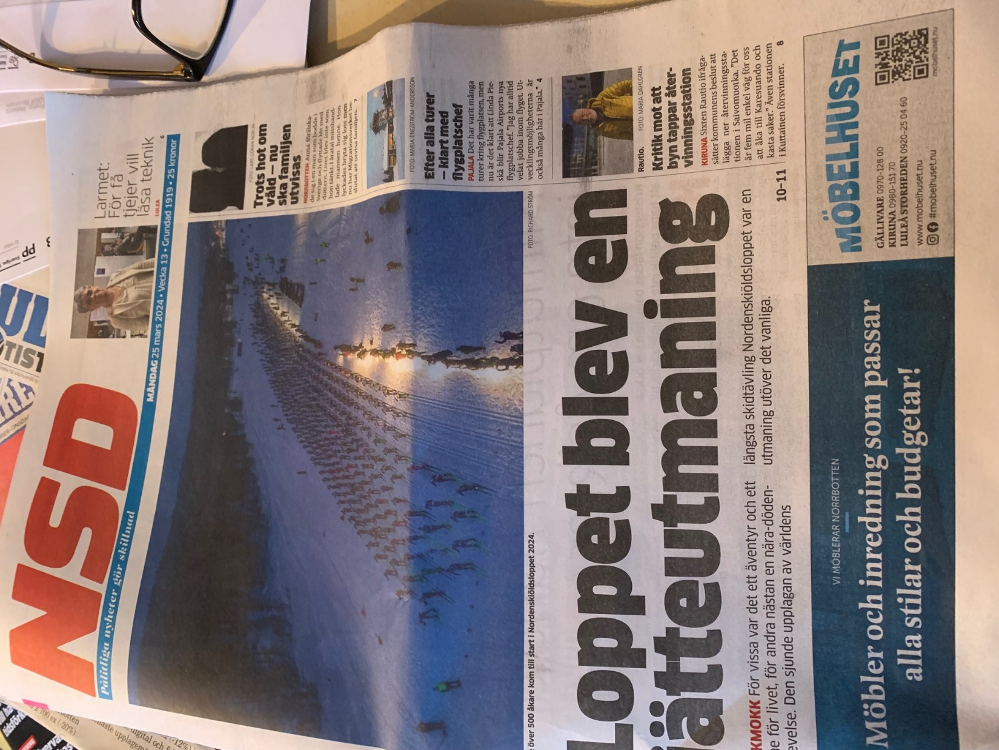 NSD
Pålitliga nyheter gör skillnad
MÅNDAG 25 mars 2024 • Vecka 13 • Grundad 1919 • 25 kronor
Larmet:
För få
tjejer vill
läsa teknik
LULEÅ 6
Trots hot om
våld – nu
ska familjen
utvisas
FOTO: MARIA ENGSTRÖM-ANDERSSON
Efter alla turer
– klart med
flygplatschef
PAJALA Det har varit många
turer kring flygplatsen, men
nu är det klart att Linda Pie-
skä blir Pajala Airports nya
flygplatschef. "Jag har alltid
velat jobba inom flyget. Ut-
vecklingsmöjligheterna är
också många här i Pajala." 4
Rautio. FOTO: MARIA DAHLGREN
Kritik mot att
byn tappar åter-
vinningsstation
KIRUNA Sixten Rautio ifråga-
sätter kommunens beslut att
lägga ner återvinningssta-
tionen i Saivomuotka. "Det
är fem mil enkel väg för oss
att åka till Karesuando och
kasta saker." Även stationen
i Kuttainen försvinner. 8
över 500 åkare kom till start i Nordenskiöldsloppet 2024.
FOTO: RICHARD STRÖM
Loppet blev en
jätteutmaning
KMOKK För vissa var det ett äventyr och ett
ne för livet, för andra nästan en nära-döden-
evelse. Den sjunde upplagan av världens
längsta skidtävling Nordenskiöldsloppet var en
utmaning utöver det vanliga.
10-11
VI MÖBLERAR NORRBOTTEN
Möbler och inredning som passar
alla stilar och budgetar!
MÖBELHUSET
GÄLLIVARE 0970-128 00
KIRUNA 0980-151 70
LULEÅ STORHEDEN 0920-25 04 60
www.mobelhuset.nu
#mobelhuset.nu
mobelhuset.nu